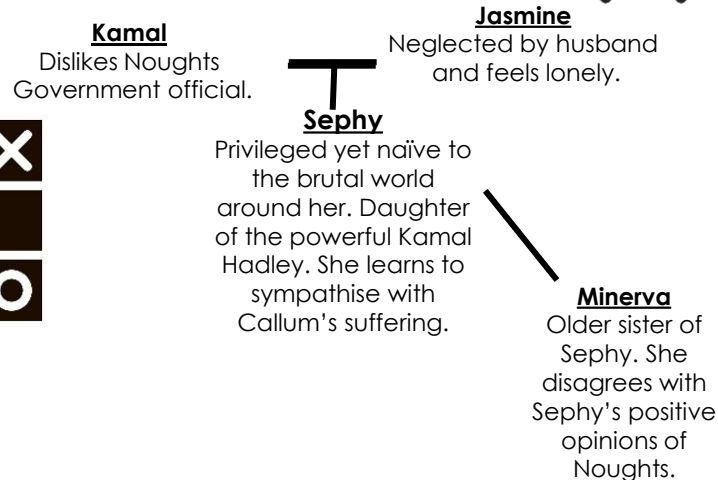 Kamal
Dislikes Noughts
Government official.
Jasmine
Neglected by husband
and feels lonely.
Sephy
Privileged yet naïve to
the brutal world
around her. Daughter
of the powerful Kamal
Hadley. She learns to
sympathise with
Callum’s suffering.
Minerva
Older sister of
Sephy. She
disagrees with
Sephy’s positive
opinions of
Noughts.